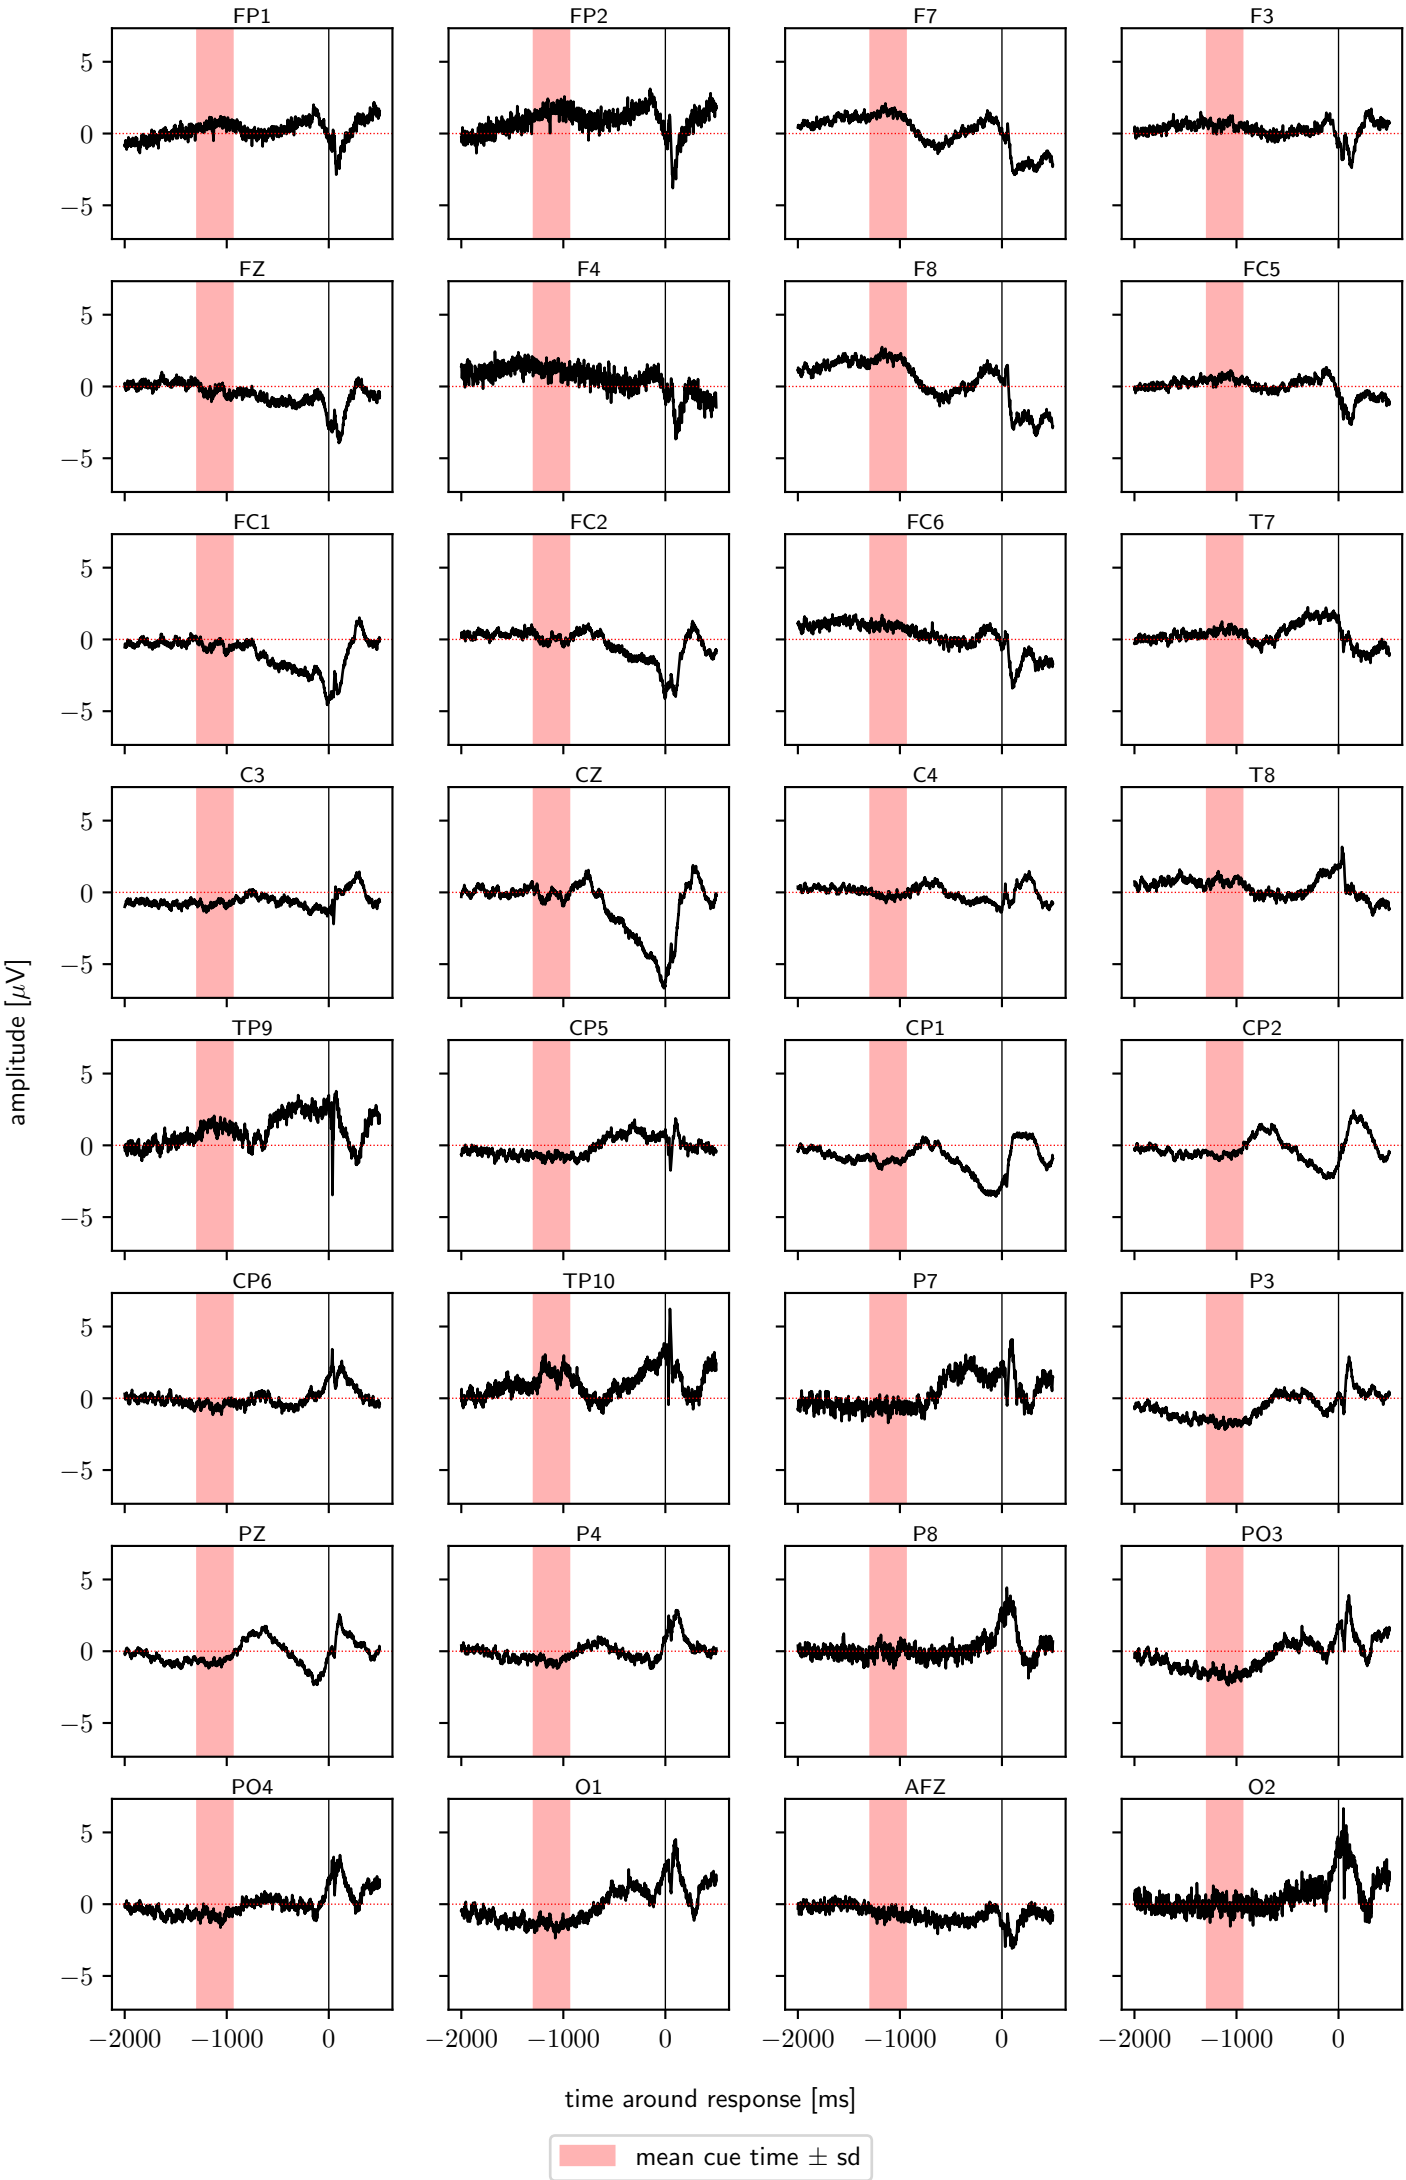 FP1 FP2 F7 F3
5
0
−5
FZ F4 F8 FC5
5
0
−5
FC1 FC2 FC6 T7
5
0
−5
C3 CZ C4 T8
5
0
−5
amplitude [μV]
TP9 CP5 CP1 CP2
5
0
−5
CP6 TP10 P7 P3
5
0
−5
PZ P4 P8 PO3
5
0
−5
PO4 O1 AFZ O2
5
0
−5
−2000 −1000 0 −2000 −1000 0 −2000 −1000 0 −2000 −1000 0
time around response [ms]
mean cue time ± sd